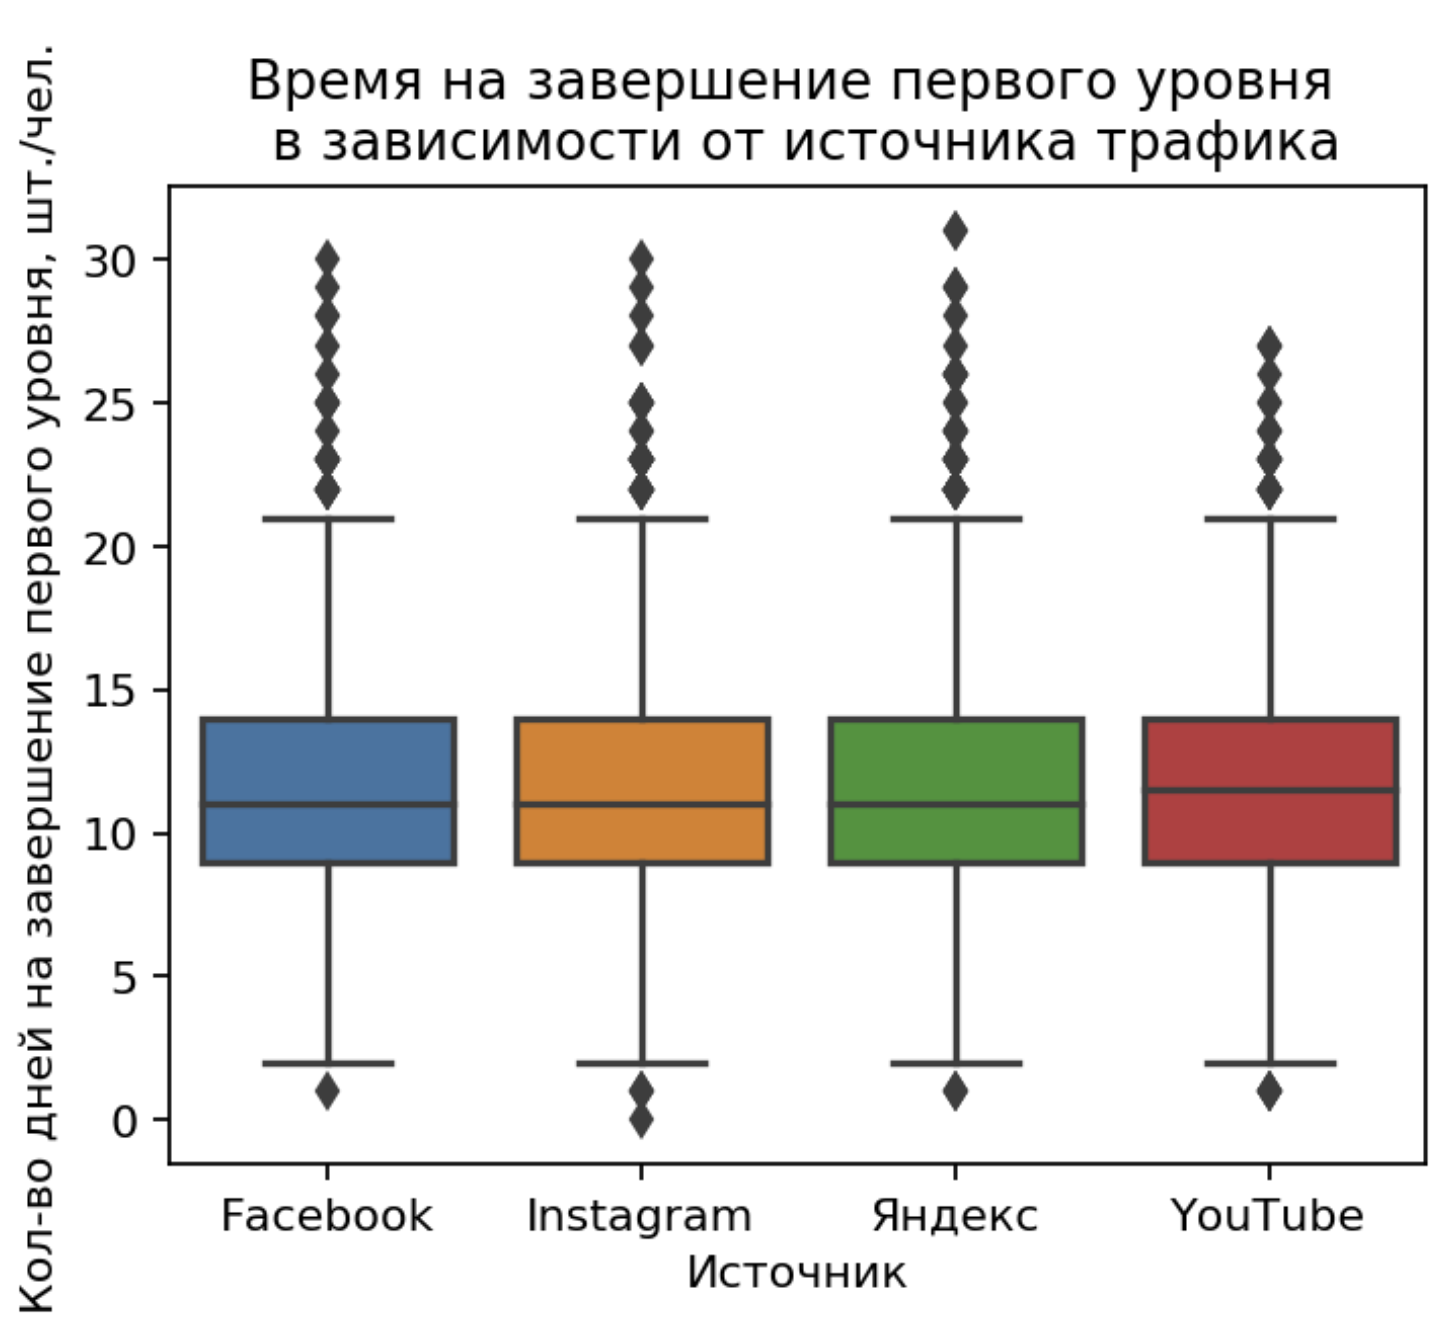 Время на завершение первого уровня
в зависимости от источника трафика
Кол-во дней на завершение первого уровня, шт./чел.
30
25
20
15
10
5
0
Facebook Instagram Яндекс YouTube
Источник